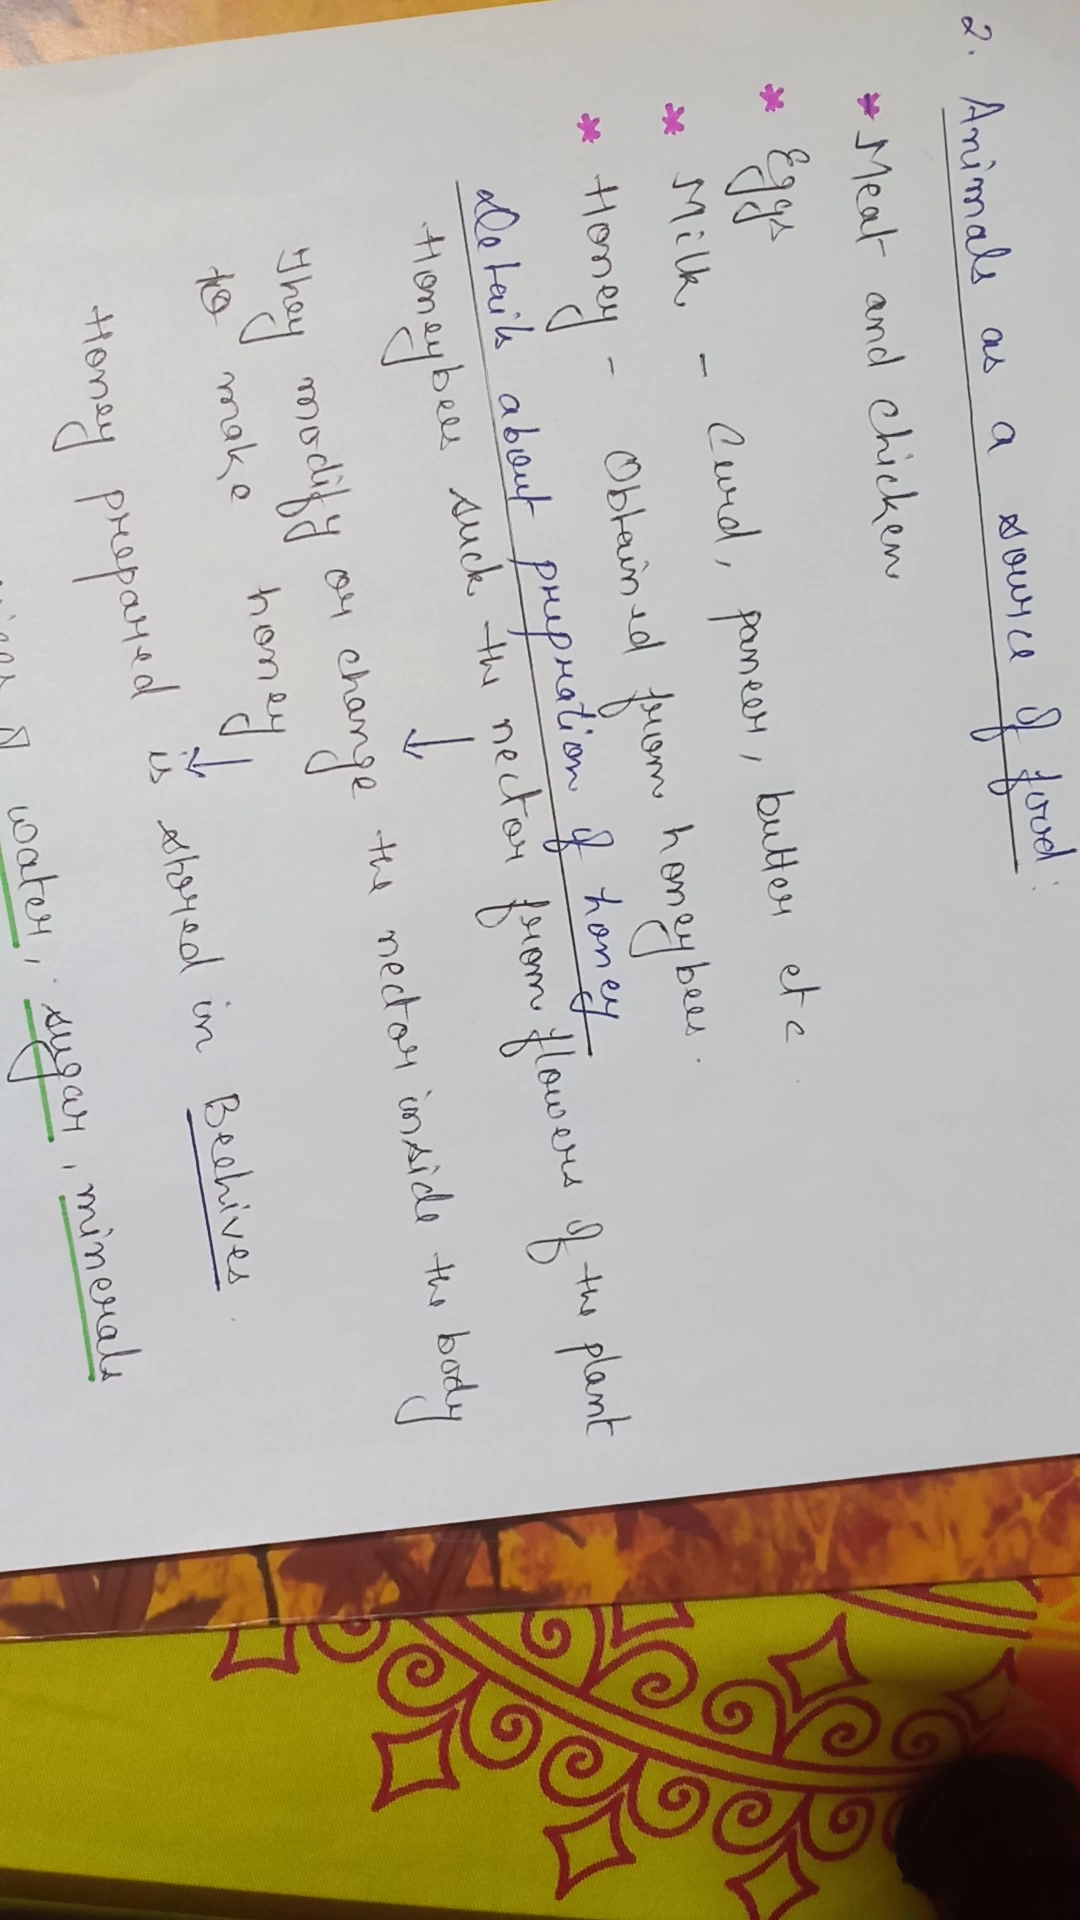 2. Animals as a source of food:
* Meat and chicken
* Eggs
* Milk - Curd, paneer, butter etc
* Honey - Obtained from honeybees.
Details about prepration of honey
Honeybees suck the nectar from flowers of the plant
↓
They modify or change the nectar inside the body
to make honey
↓
Honey prepared is stored in Beehives.
water, sugar, minerals